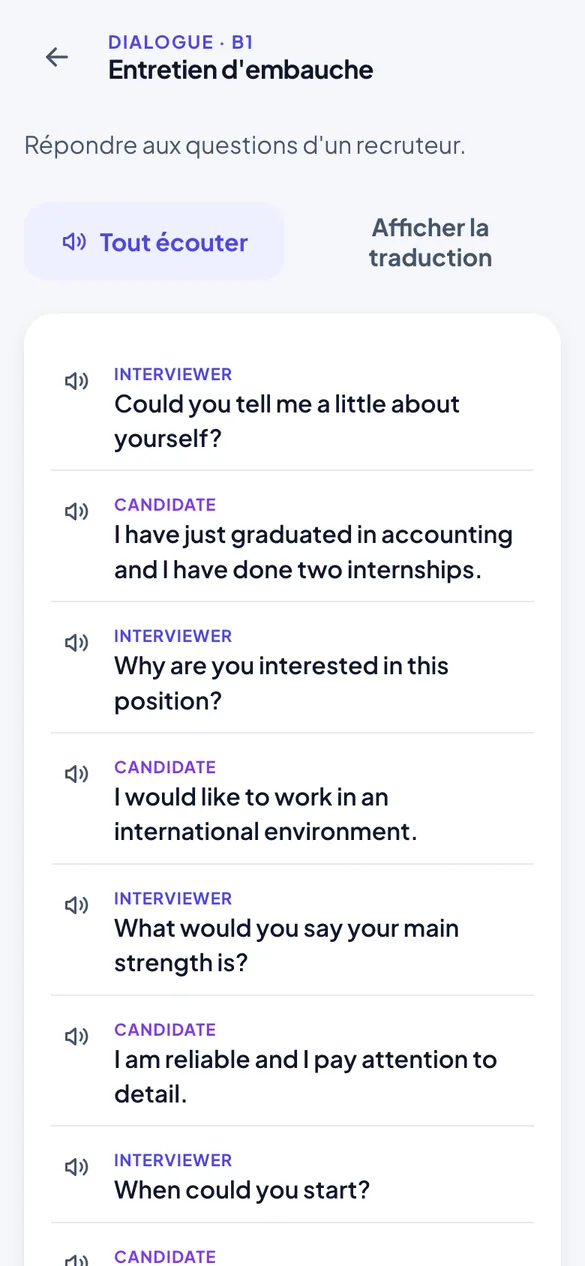 DIALOGUE · B1
Entretien d'embauche
Répondre aux questions d'un recruteur.
Tout écouter
Afficher la
traduction
INTERVIEWER
Could you tell me a little about
yourself?
CANDIDATE
I have just graduated in accounting
and I have done two internships.
INTERVIEWER
Why are you interested in this
position?
CANDIDATE
I would like to work in an
international environment.
INTERVIEWER
What would you say your main
strength is?
CANDIDATE
I am reliable and I pay attention to
detail.
INTERVIEWER
When could you start?
CANDIDATE